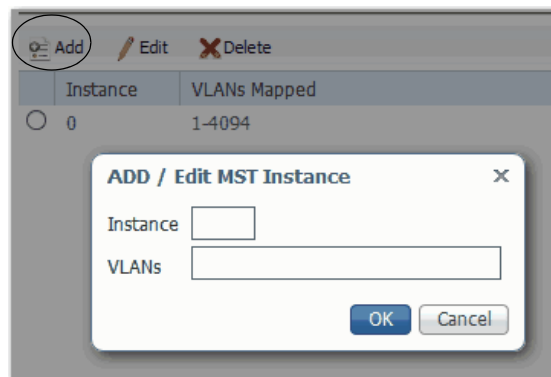 Add Edit Delete
Instance VLANs Mapped
0 1-4094
ADD / Edit MST Instance
Instance
VLANs
OK Cancel